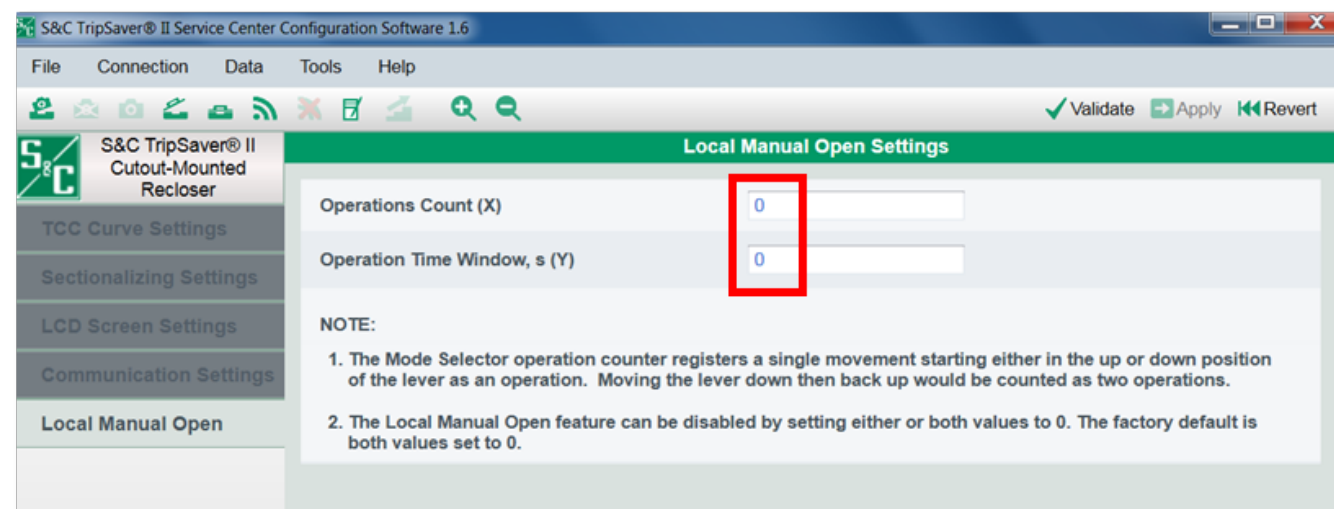 S&C TripSaver® II Service Center Configuration Software 1.6
File Connection Data Tools Help
Validate Apply Revert
S&C
S&C TripSaver® II
Cutout-Mounted
Recloser
Local Manual Open Settings
TCC Curve Settings
Sectionalizing Settings
LCD Screen Settings
Communication Settings
Local Manual Open
Operations Count (X) 0
Operation Time Window, s (Y) 0
NOTE:
1. The Mode Selector operation counter registers a single movement starting either in the up or down position
of the lever as an operation. Moving the lever down then back up would be counted as two operations.
2. The Local Manual Open feature can be disabled by setting either or both values to 0. The factory default is
both values set to 0.